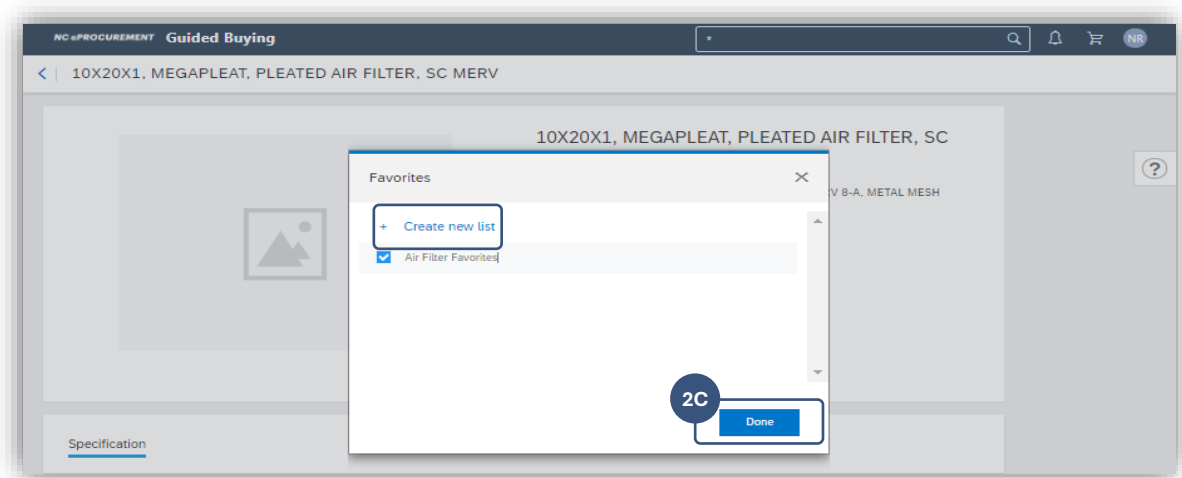 NC ePROCUREMENT Guided Buying
*
NR
10X20X1, MEGAPLEAT, PLEATED AIR FILTER, SC MERV
10X20X1, MEGAPLEAT, PLEATED AIR FILTER, SC
?
Favorites
V 8-A, METAL MESH
+ Create new list
Air Filter Favorites
2C
Done
Specification